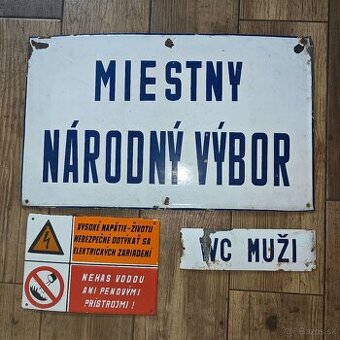 MIESTNY
NÁRODNÝ VÝBOR
VYSOKÉ NAPÄTIE-ŽIVOTU
NEBEZPEČNÉ DOTÝKAŤ SA
ELEKTRICKÝCH ZARIADENÍ
NEHAS VODOU
ANI PENOVÝMI
PRÍSTROJMI!
WC MUŽI